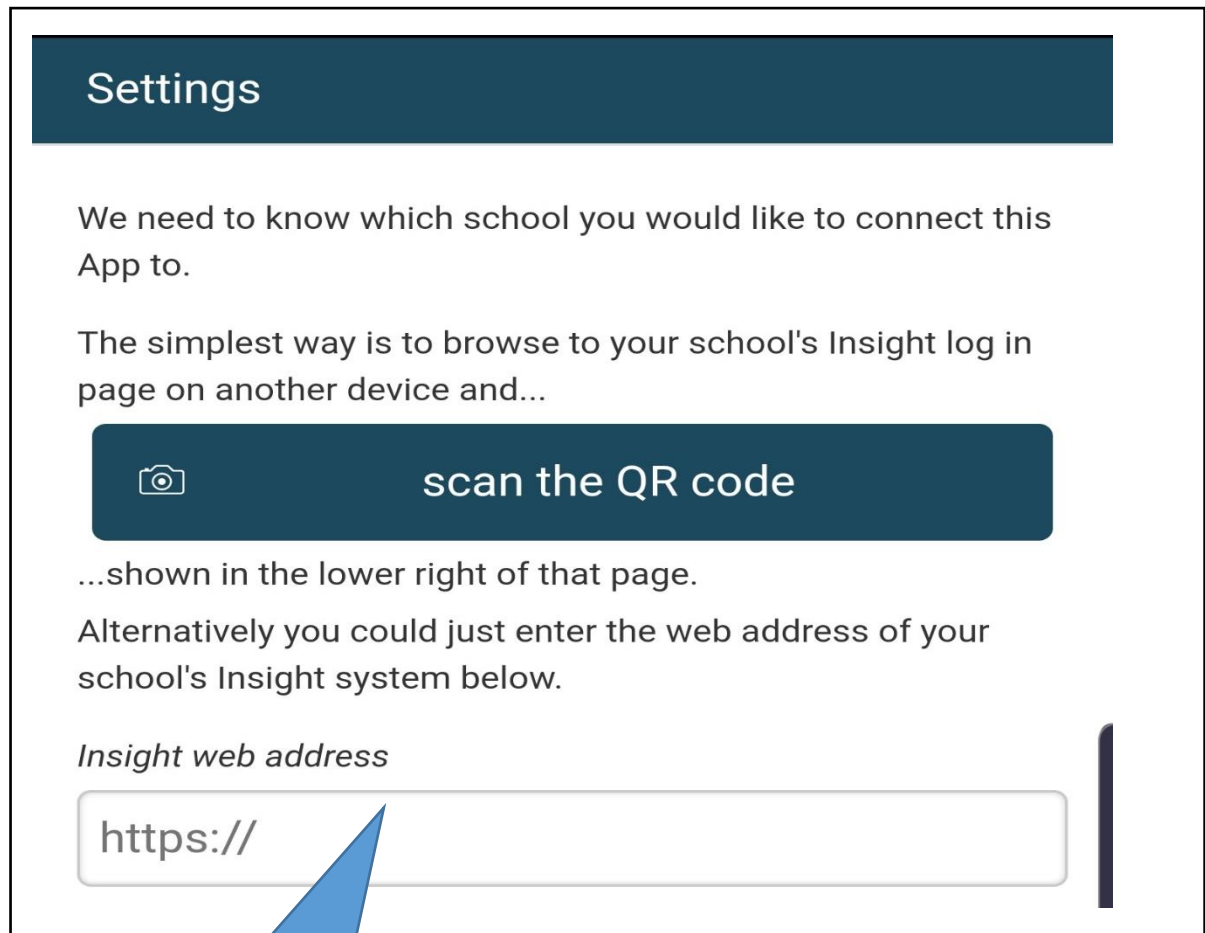 Settings
We need to know which school you would like to connect this
App to.
The simplest way is to browse to your school's Insight log in
page on another device and...
scan the QR code
...shown in the lower right of that page.
Alternatively you could just enter the web address of your
school's Insight system below.
Insight web address
https://